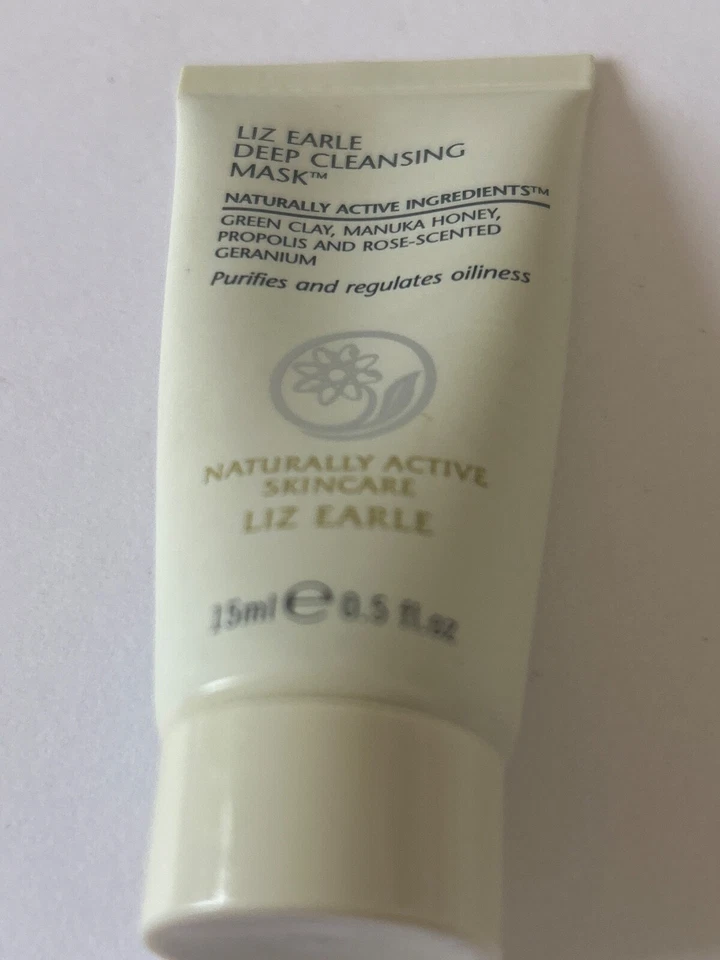 LIZ EARLE
DEEP CLEANSING
MASK™
NATURALLY ACTIVE INGREDIENTS™
GREEN CLAY, MANUKA HONEY,
PROPOLIS AND ROSE-SCENTED
GERANIUM
Purifies and regulates oiliness
NATURALLY ACTIVE
SKINCARE
LIZ EARLE
15ml e 0.5 fl.oz